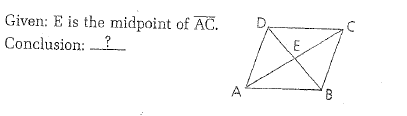 Given: E is the midpoint of AC.
Conclusion: ?
D
C
E
A
B